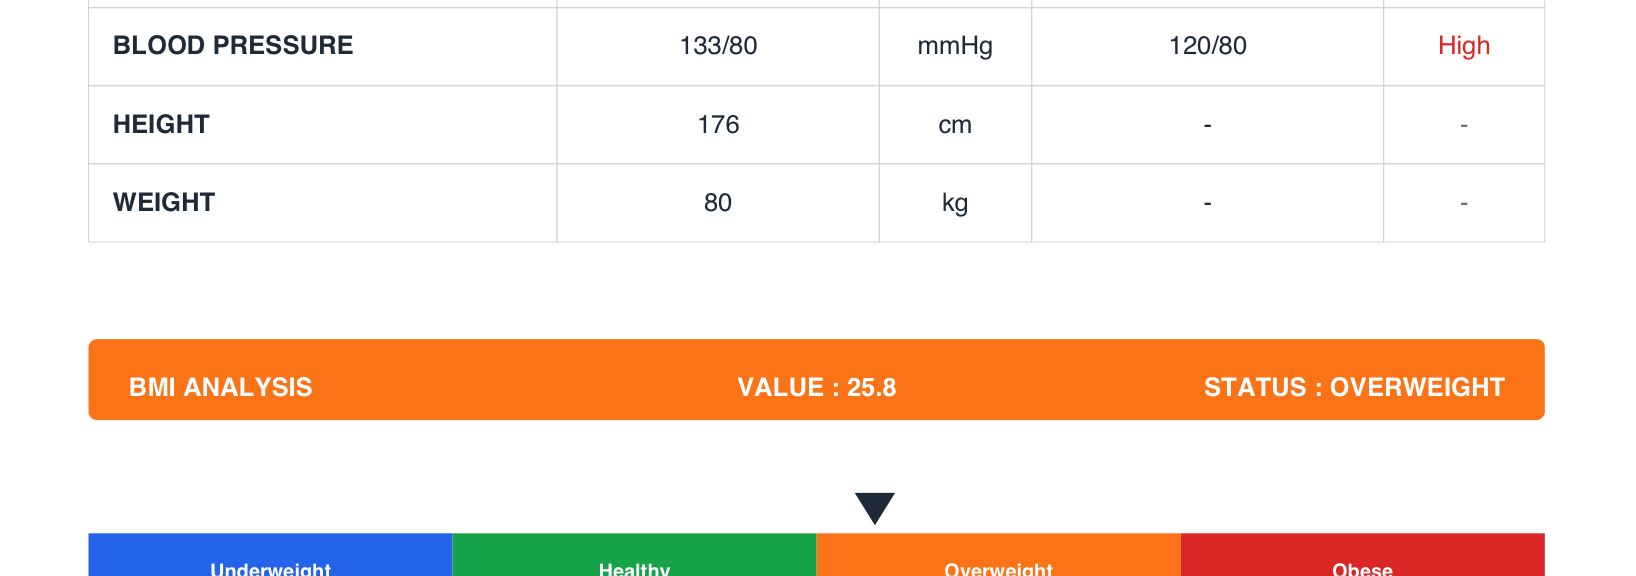 BLOOD PRESSURE 133/80 mmHg 120/80 High
HEIGHT 176 cm - -
WEIGHT 80 kg - -
BMI ANALYSIS VALUE : 25.8 STATUS : OVERWEIGHT
Underweight Healthy Overweight Obese